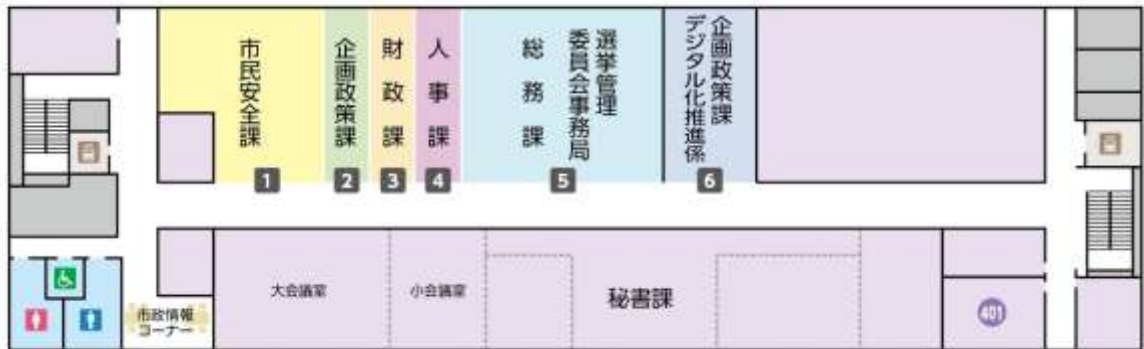 市民安全課
企画政策課
財政課
人事課
総務課
選挙管理
委員会事務局
企画政策課
デジタル化推進係
1
2
3
4
5
6
大会議室
小会議室
秘書課
401
市政情報
コーナー